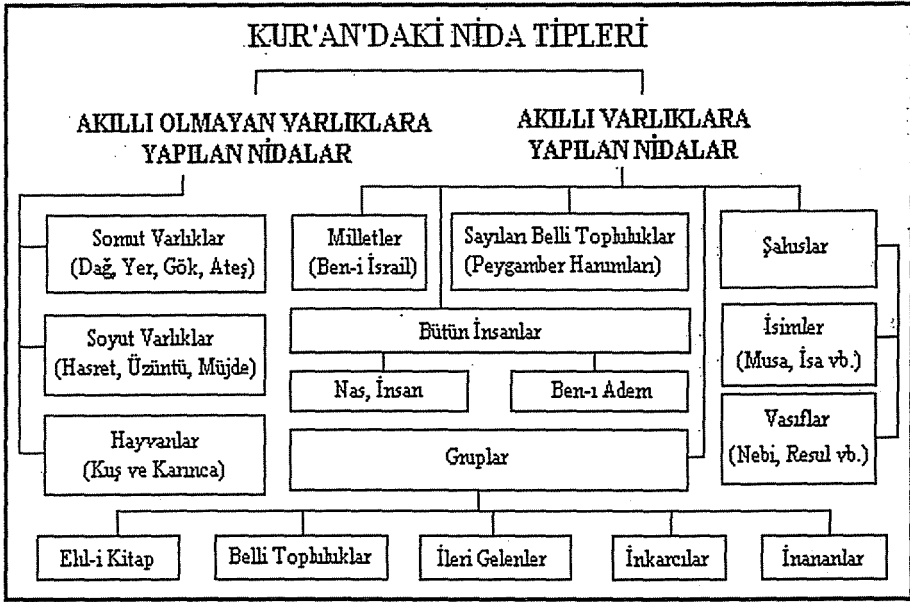 KUR'AN'DAKİ NİDA TİPLERİ
AKILLI OLMAYAN VARLIKLARA
YAPILAN NİDALAR
AKILLI VARLIKLARA
YAPILAN NİDALAR
Somut Varlıklar
(Dağ, Yer, Gök, Ateş)
Milletler
(Ben-i İsrail)
Sayıları Belli Topluluklar
(Peygamber Hanımları)
Şahıslar
Soyut Varlıklar
(Hasret, Üzüntü, Müjde)
Bütün İnsanlar
İsimler
(Musa, İsa vb.)
Nas, İnsan
Ben-ı Adem
Vasıflar
(Nebi, Resul vb.)
Hayvanlar
(Kuş ve Karınca)
Gruplar
Ehl-i Kitap
Belli Topluluklar
İleri Gelenler
İnkarcılar
İnananlar